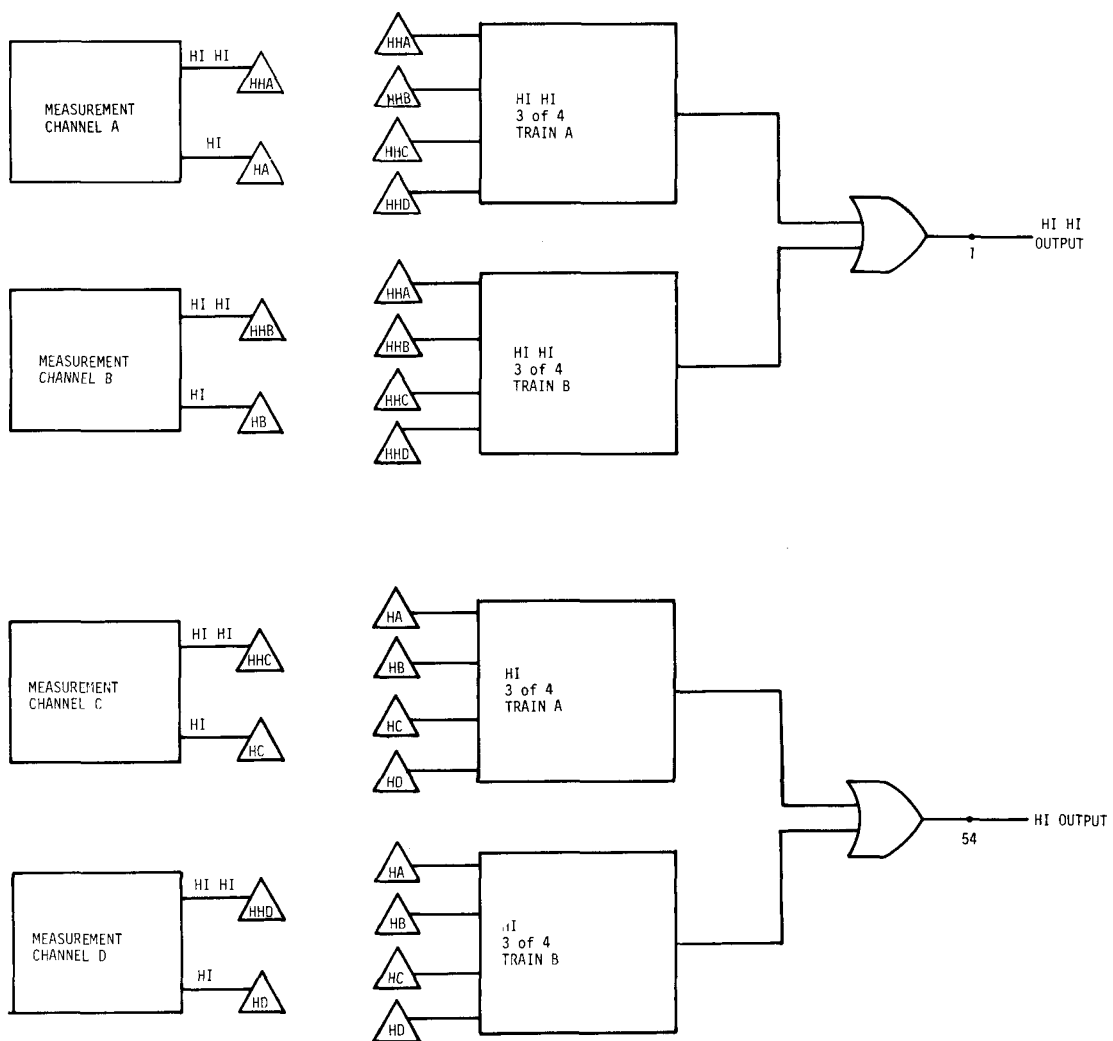 HI HI
HHA
MEASUREMENT
CHANNEL A
HI
HA
HHA
HHB
HHC
HHD
HI HI
3 of 4
TRAIN A
HI HI
OUTPUT
1
HI HI
HHB
MEASUREMENT
CHANNEL B
HI
HB
HHA
HHB
HHC
HHD
HI HI
3 of 4
TRAIN B
HI HI
HHC
MEASUREMENT
CHANNEL C
HI
HC
HA
HB
HC
HD
HI
3 of 4
TRAIN A
HI OUTPUT
54
HI HI
HHD
MEASUREMENT
CHANNEL D
HI
HD
HA
HB
HC
HD
HI
3 of 4
TRAIN B